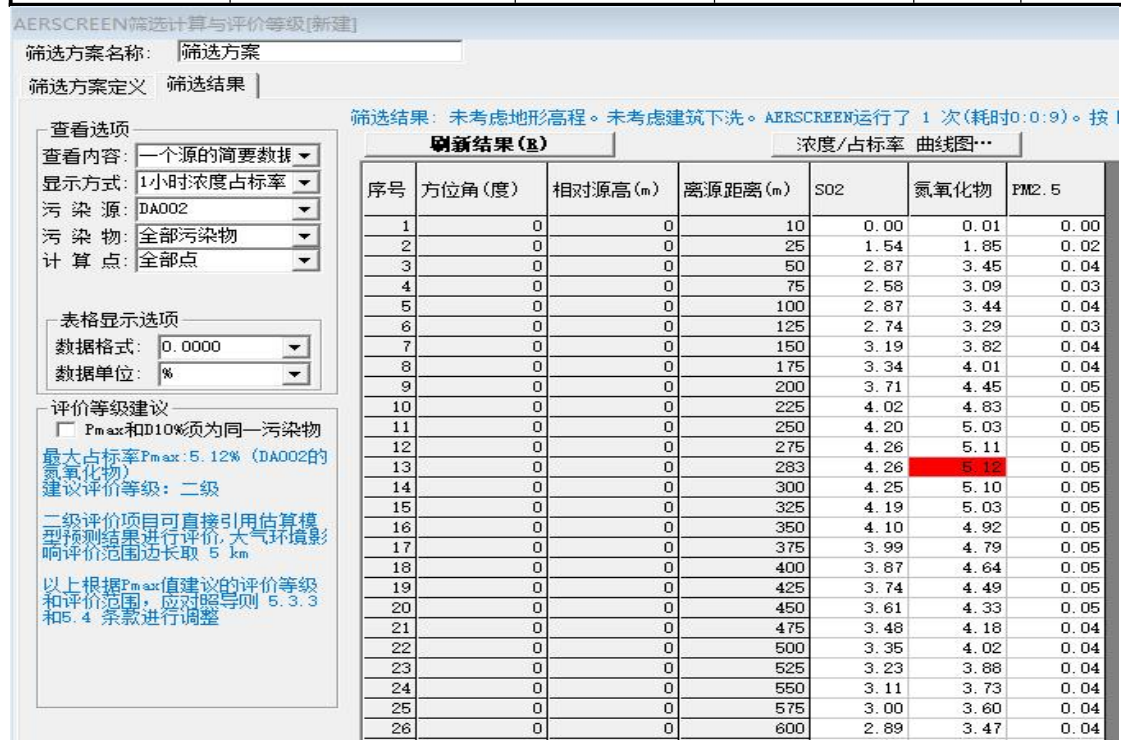 AERSCREEN筛选计算与评价等级[新建]
筛选方案名称: 筛选方案
筛选方案定义 筛选结果
查看选项
查看内容: 一个源的简要数据
显示方式: 1小时浓度占标率
污 染 源: DA002
污 染 物: 全部污染物
计 算 点: 全部点
表格显示选项
数据格式: 0.0000
数据单位: %
评价等级建议
Pmax和D10%须为同一污染物
最大占标率Pmax:5.12% (DA002的
氮氧化物)
建议评价等级: 二级
二级评价项目可直接引用估算模
型预测结果进行评价,大气环境影
响评价范围边长取 5 km
以上根据Pmax值建议的评价等级
和评价范围, 应对照导则 5.3.3
和5.4 条款进行调整
筛选结果: 未考虑地形高程。未考虑建筑下洗。AERSCREEN运行了 1 次(耗时0:0:9)。按
刷新结果(R) 浓度/占标率 曲线图…
序号 方位角(度) 相对源高(m) 离源距离(m) SO2 氮氧化物 PM2.5
1 0 0 10 0.00 0.01 0.00
2 0 0 25 1.54 1.85 0.02
3 0 0 50 2.87 3.45 0.04
4 0 0 75 2.58 3.09 0.03
5 0 0 100 2.87 3.44 0.04
6 0 0 125 2.74 3.29 0.03
7 0 0 150 3.19 3.82 0.04
8 0 0 175 3.34 4.01 0.04
9 0 0 200 3.71 4.45 0.05
10 0 0 225 4.02 4.83 0.05
11 0 0 250 4.20 5.03 0.05
12 0 0 275 4.26 5.11 0.05
13 0 0 283 4.26 5.12 0.05
14 0 0 300 4.25 5.10 0.05
15 0 0 325 4.19 5.03 0.05
16 0 0 350 4.10 4.92 0.05
17 0 0 375 3.99 4.79 0.05
18 0 0 400 3.87 4.64 0.05
19 0 0 425 3.74 4.49 0.05
20 0 0 450 3.61 4.33 0.05
21 0 0 475 3.48 4.18 0.04
22 0 0 500 3.35 4.02 0.04
23 0 0 525 3.23 3.88 0.04
24 0 0 550 3.11 3.73 0.04
25 0 0 575 3.00 3.60 0.04
26 0 0 600 2.89 3.47 0.04